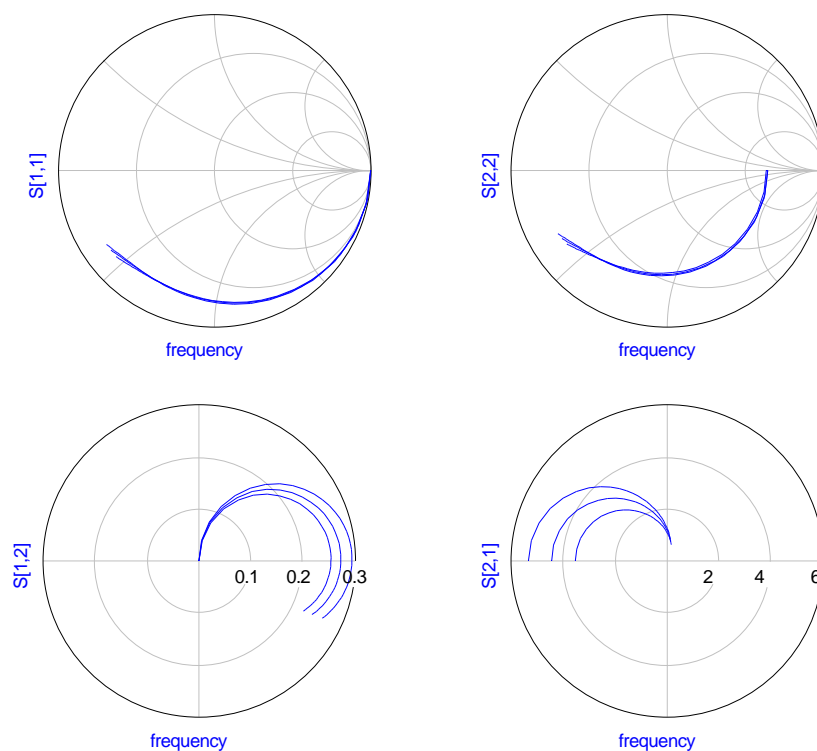 S[1,1]
frequency
S[2,2]
frequency
S[1,2]
0.1 0.2 0.3
frequency
S[2,1]
2 4 6
frequency